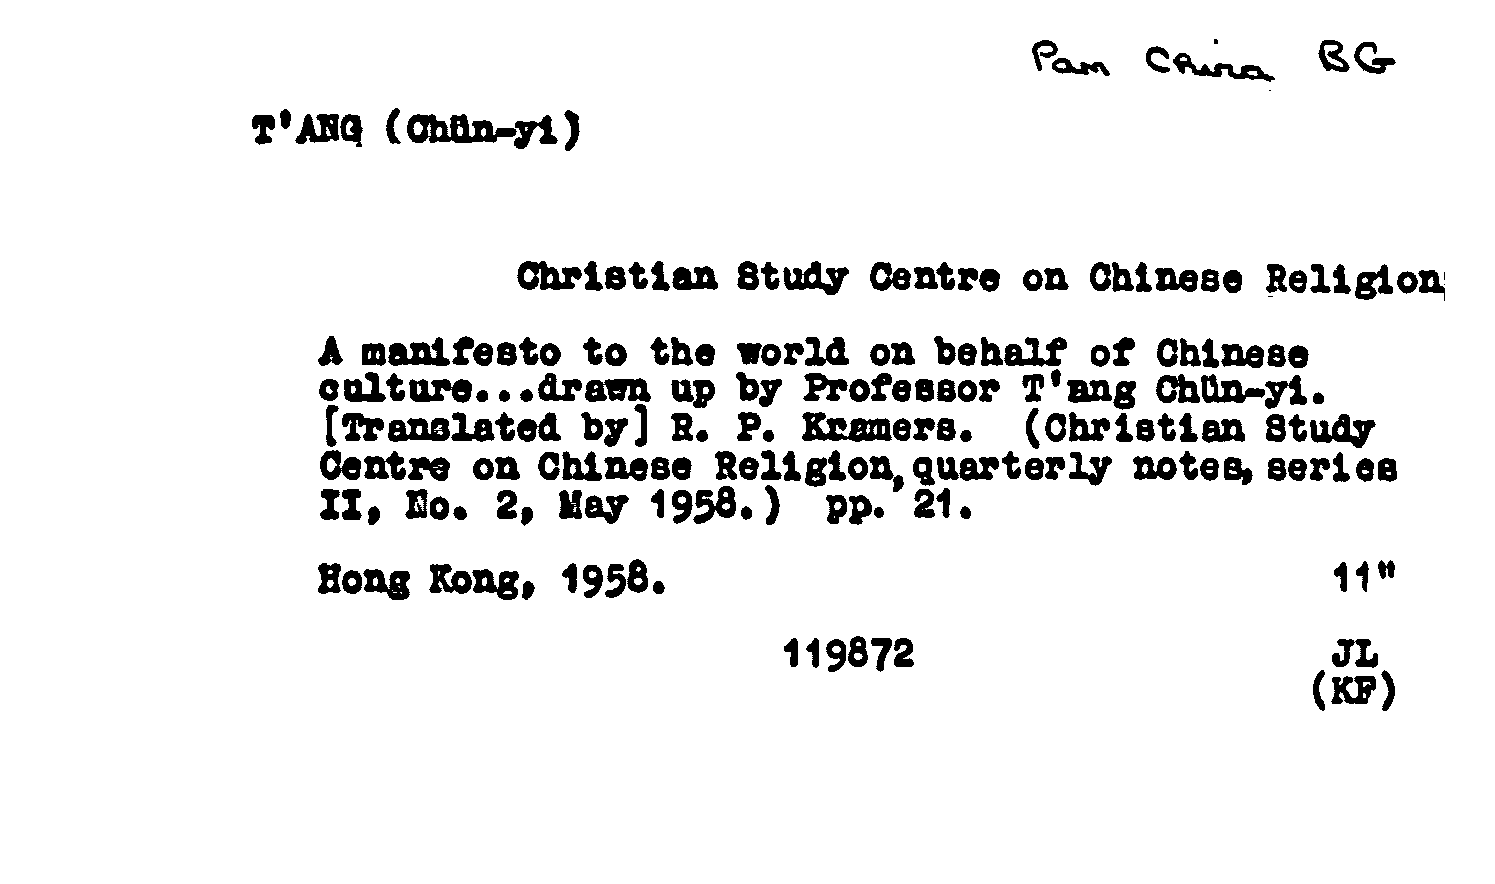 Pam China BG
T'ANG (Chün-yi)
Christian Study Centre on Chinese Religion
A manifesto to the world on behalf of Chinese
culture...drawn up by Professor T'ang Chün-yi.
[Translated by] R. P. Kramers. (Christian Study
Centre on Chinese Religion, quarterly notes, series
II, No. 2, May 1958.) pp. 21.
Hong Kong, 1958. 11"
119872 JL
(KF)